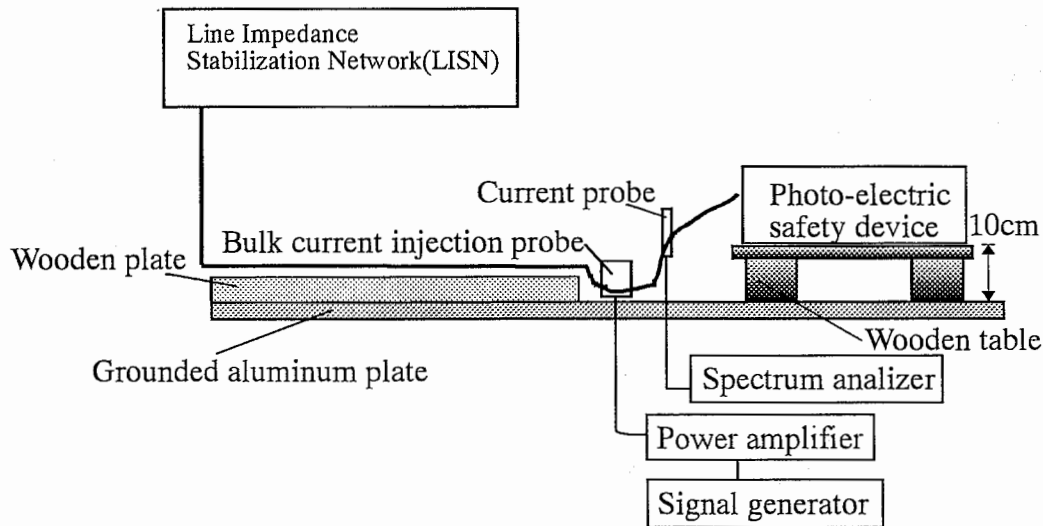 Line Impedance
Stabilization Network(LISN)
Current probe
Photo-electric
safety device
10cm
Bulk current injection probe
Wooden plate
Wooden table
Grounded aluminum plate
Spectrum analizer
Power amplifier
Signal generator